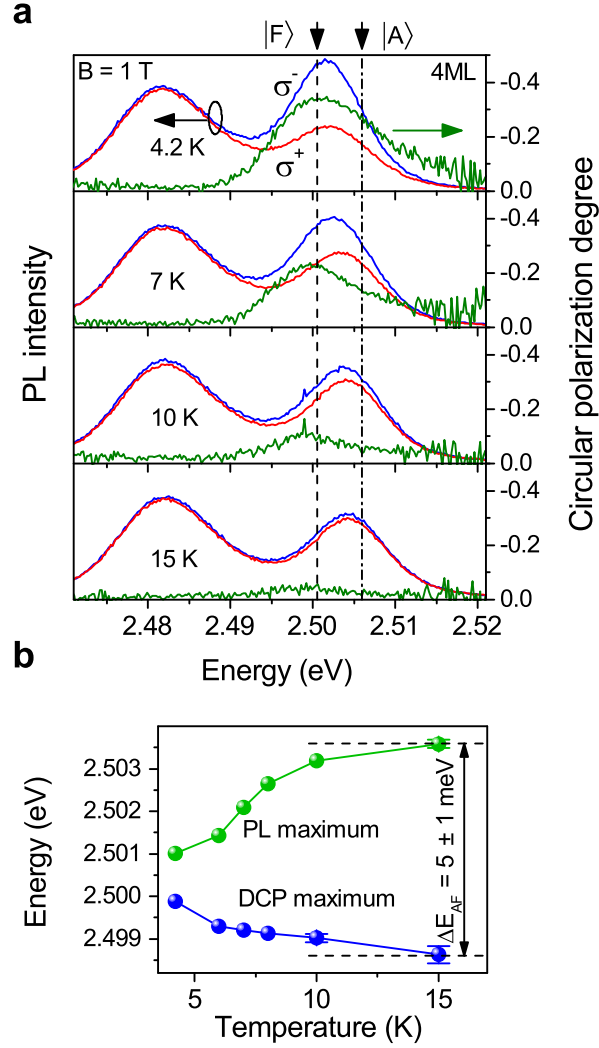 a
|F⟩ |A⟩
B = 1 T
4ML
σ-
σ+
4.2 K
-0.4
-0.2
0.0
7 K
-0.4
-0.2
0.0
10 K
-0.4
-0.2
0.0
15 K
-0.4
-0.2
0.0
PL intensity
Circular polarization degree
2.48 2.49 2.50 2.51 2.52
Energy (eV)
b
2.503
2.502
2.501
2.500
2.499
Energy (eV)
PL maximum
DCP maximum
ΔE_AF = 5 ± 1 meV
5 10 15
Temperature (K)